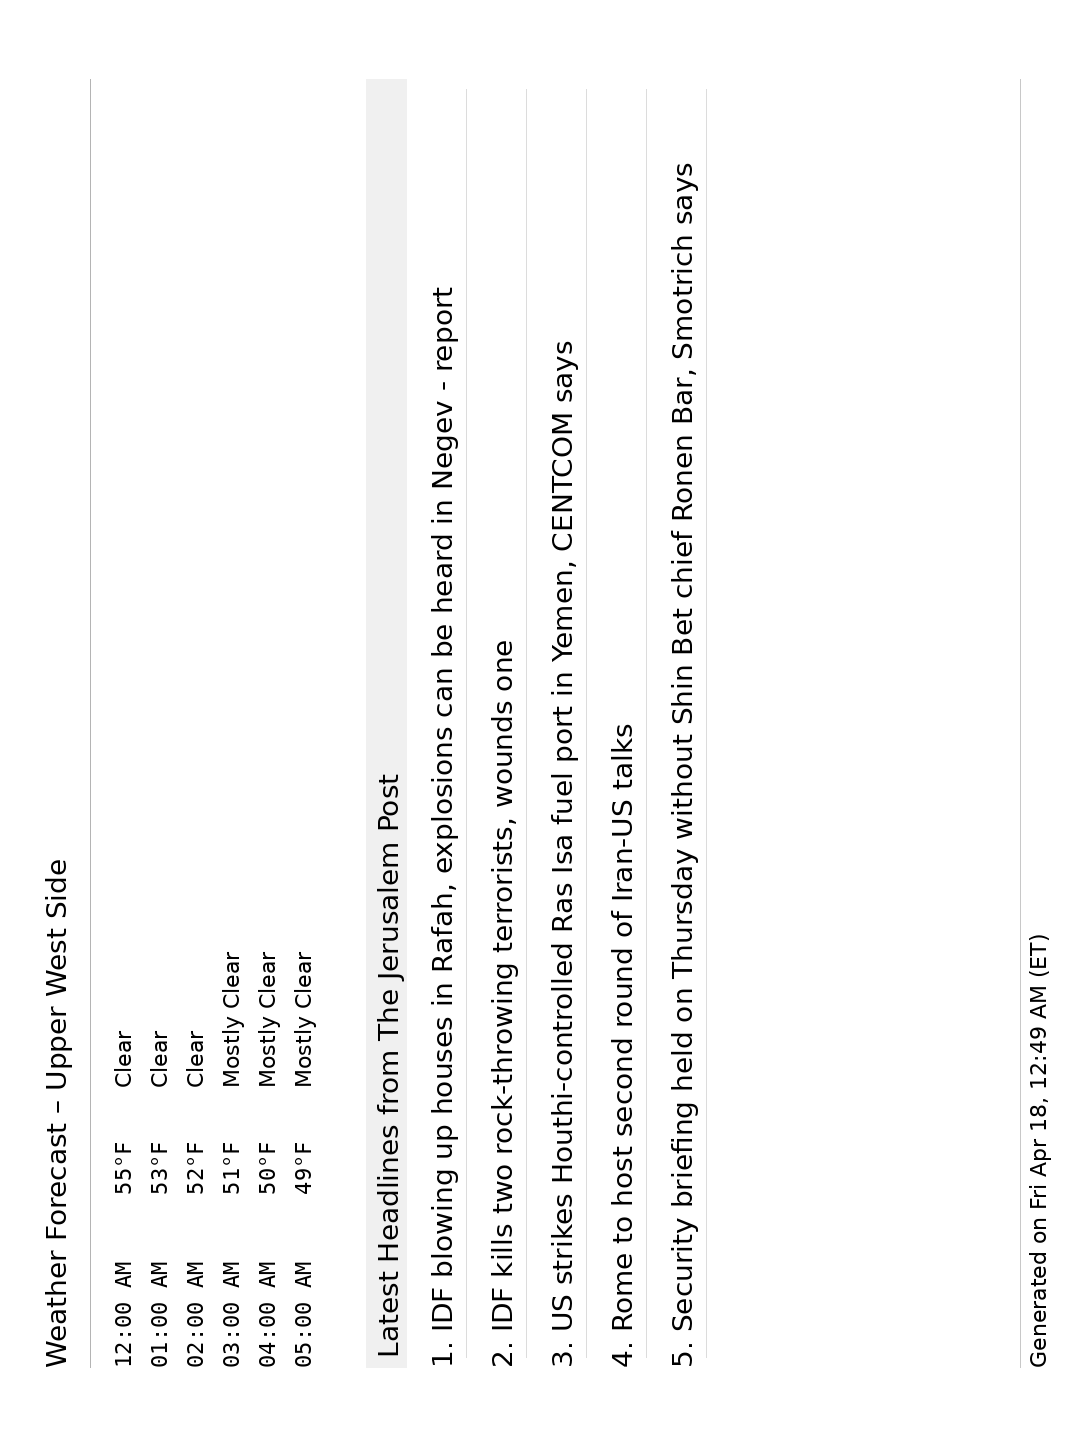 Weather Forecast – Upper West Side
12:00 AM 55°F Clear
01:00 AM 53°F Clear
02:00 AM 52°F Clear
03:00 AM 51°F Mostly Clear
04:00 AM 50°F Mostly Clear
05:00 AM 49°F Mostly Clear
Latest Headlines from The Jerusalem Post
1. IDF blowing up houses in Rafah, explosions can be heard in Negev - report
2. IDF kills two rock-throwing terrorists, wounds one
3. US strikes Houthi-controlled Ras Isa fuel port in Yemen, CENTCOM says
4. Rome to host second round of Iran-US talks
5. Security briefing held on Thursday without Shin Bet chief Ronen Bar, Smotrich says
Generated on Fri Apr 18, 12:49 AM (ET)